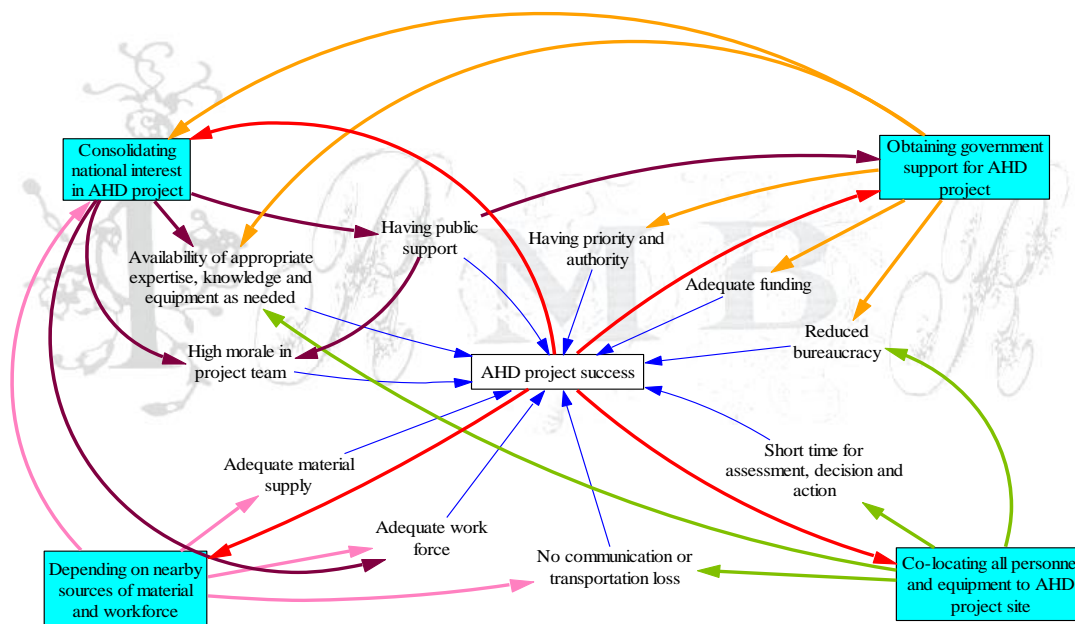 Consolidating
national interest
in AHD project
Obtaining government
support for AHD
project
Having public
support
Having priority and
authority
Availability of appropriate
expertise, knowledge and
equipment as needed
Adequate funding
Reduced
bureaucracy
High morale in
project team
AHD project success
Adequate material
supply
Short time for
assessment, decision and
action
Adequate work
force
No communication or
transportation loss
Depending on nearby
sources of material
and workforce
Co-locating all personne
and equipment to AHD
project site